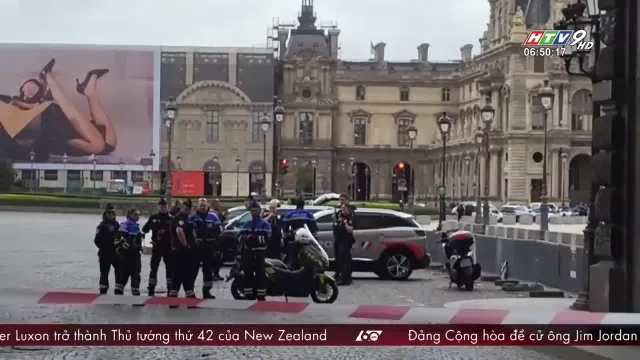 HTV9 HD
06:50:17
er Luxon trở thành Thủ tướng thứ 42 của New Zealand 60 Đảng Cộng hòa đề cử ông Jim Jordan